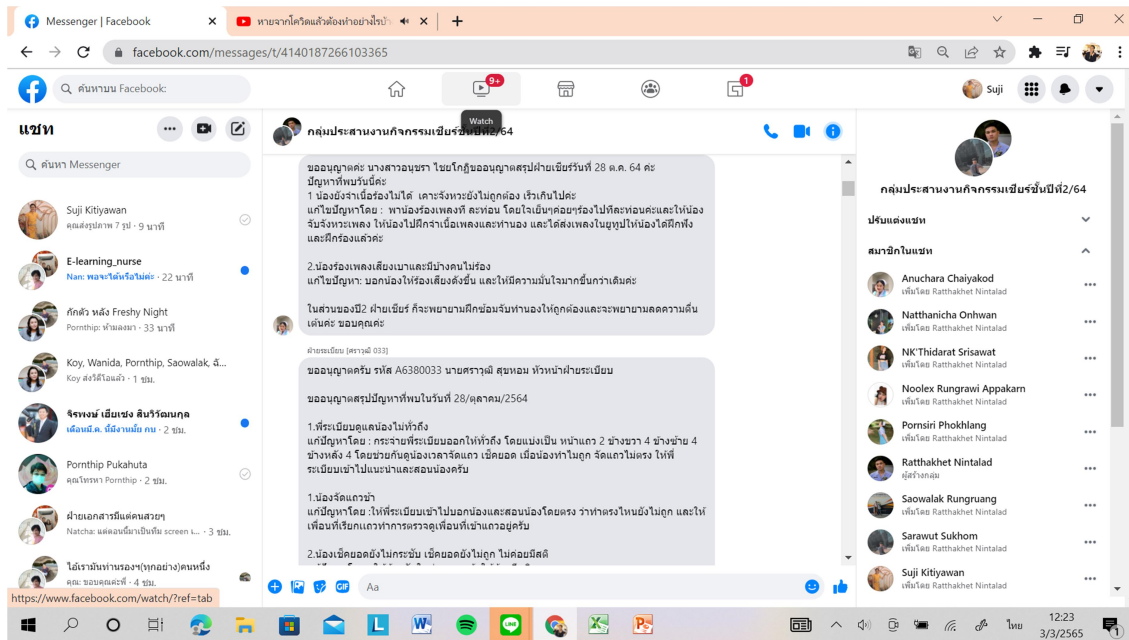 Messenger | Facebook
หายจากโควิดแล้วต้องทำอย่างไรบ้า
facebook.com/messages/t/4140187266103365
ค้นหาบน Facebook:
9+
1
Suji
Watch
แชท
ค้นหา Messenger
Suji Kitiyawan
คุณส่งรูปภาพ 7 รูป · 9 นาที
E-learning_nurse
Nan: พอจะได้หรือไม่ค่ะ · 22 นาที
กักตัว หลัง Freshy Night
Pornthip: ห้ามลงมา · 33 นาที
Koy, Wanida, Pornthip, Saowalak, ฉั...
Koy ส่งวิดีโอแล้ว · 1 ชม.
จิรพงษ์ เฮียเซง สินวิวัฒนกุล
เดือนมี.ค. นี้มีงานมั้ย กบ · 2 ชม.
Pornthip Pukahuta
คุณโทรหา Pornthip · 2 ชม.
ฝ่ายเอกสารมีแต่คนสวยๆ
Natcha: แต่ตอนนี้มาเป็นทีม screen เ... · 3 ชม.
ไอ้เรามันท่านรองฯ(ทุกอย่าง)คนหนึ่ง
คุณ: ขอบคุณค่ะพี่ · 4 ชม.
https://www.facebook.com/watch/?ref=tab
กลุ่มประสานงานกิจกรรมเชียร์ชั้นปีที่2/64
ขออนุญาตค่ะ นางสาวอนุชรา ไชยโกฏิขออนุญาตสรุปฝ่ายเชียร์วันที่ 28 ต.ค. 64 ค่ะ
ปัญหาที่พบวันนี้ค่ะ
1 น้องยังจำเนื้อร้องไม่ได้ เคาะจังหวะยังไม่ถูกต้อง เร็วเกินไปค่ะ
แก้ไขปัญหาโดย : พาน้องร้องเพลงที ละท่อน โดยใจเย็นๆค่อยๆร้องไปทีละท่อนค่ะและให้น้อง
จับจังหวะเพลง ให้น้องไปฝึกจำเนื้อเพลงและทำนอง และได้ส่งเพลงในยูทูปให้น้องได้ฝึกฟัง
และฝึกร้องแล้วค่ะ
2.น้องร้องเพลงเสียงเบาและมีบ้างคนไม่ร้อง
แก้ไขปัญหา: บอกน้องให้ร้องเสียงดังขึ้น และให้มีความมั่นใจมากขึ้นกว่าเดิมค่ะ
ในส่วนของปี2 ฝ่ายเชียร์ ก็จะพยายามฝึกซ้อมจับทำนองให้ถูกต้องและจะพยายามลดความตื่น
เต้นค่ะ ขอบคุณค่ะ
ฝ่ายระเบียบ [ศราวุฒิ 033]
ขออนุญาตครับ รหัส A6380033 นายศราวุฒิ สุขหอม หัวหน้าฝ่ายระเบียบ
ขออนุญาตสรุปปัญหาที่พบในวันที่ 28/ตุลาคม/2564
1.พี่ระเบียบดูแลน้องไม่ทั่วถึง
แก้ปัญหาโดย : กระจ่ายพี่ระเบียบออกให้ทั่วถึง โดยแบ่งเป็น หน้าแถว 2 ข้างขวา 4 ข้างซ้าย 4
ข้างหลัง 4 โดยช่วยกันดูน้องเวลาจัดแถว เช็คยอด เมื่อน้องทำไมถูก จัดแถวไม่ตรง ให้พี่
ระเบียบเข้าไปแนะนำและสอนน้องครับ
1.น้องจัดแถวช้า
แก้ปัญหาโดย :ให้พี่ระเบียบเข้าไปบอกน้องและสอนน้องโดยตรง ว่าทำตรงไหนยังไม่ถูก และให้
เพื่อนที่เรียกแถวทำการตรวจดูเพื่อนที่เข้าแถวอยู่ครับ
2.น้องเช็คยอดยังไม่กระชับ เช็คยอดยังไม่ถูก ไม่ค่อยมีสติ
GIF
Aa
กลุ่มประสานงานกิจกรรมเชียร์ชั้นปีที่2/64
ปรับแต่งแชท
สมาชิกในแชท
Anuchara Chaiyakod
เพิ่มโดย Ratthakhet Nintalad
Natthanicha Onhwan
เพิ่มโดย Ratthakhet Nintalad
NK'Thidarat Srisawat
เพิ่มโดย Ratthakhet Nintalad
Noolex Rungrawi Appakarn
เพิ่มโดย Ratthakhet Nintalad
Pornsiri Phokhlang
เพิ่มโดย Ratthakhet Nintalad
Ratthakhet Nintalad
ผู้สร้างกลุ่ม
Saowalak Rungruang
เพิ่มโดย Ratthakhet Nintalad
Sarawut Sukhom
เพิ่มโดย Ratthakhet Nintalad
Suji Kitiyawan
เพิ่มโดย Ratthakhet Nintalad
ไทย
12:23
3/3/2565
1